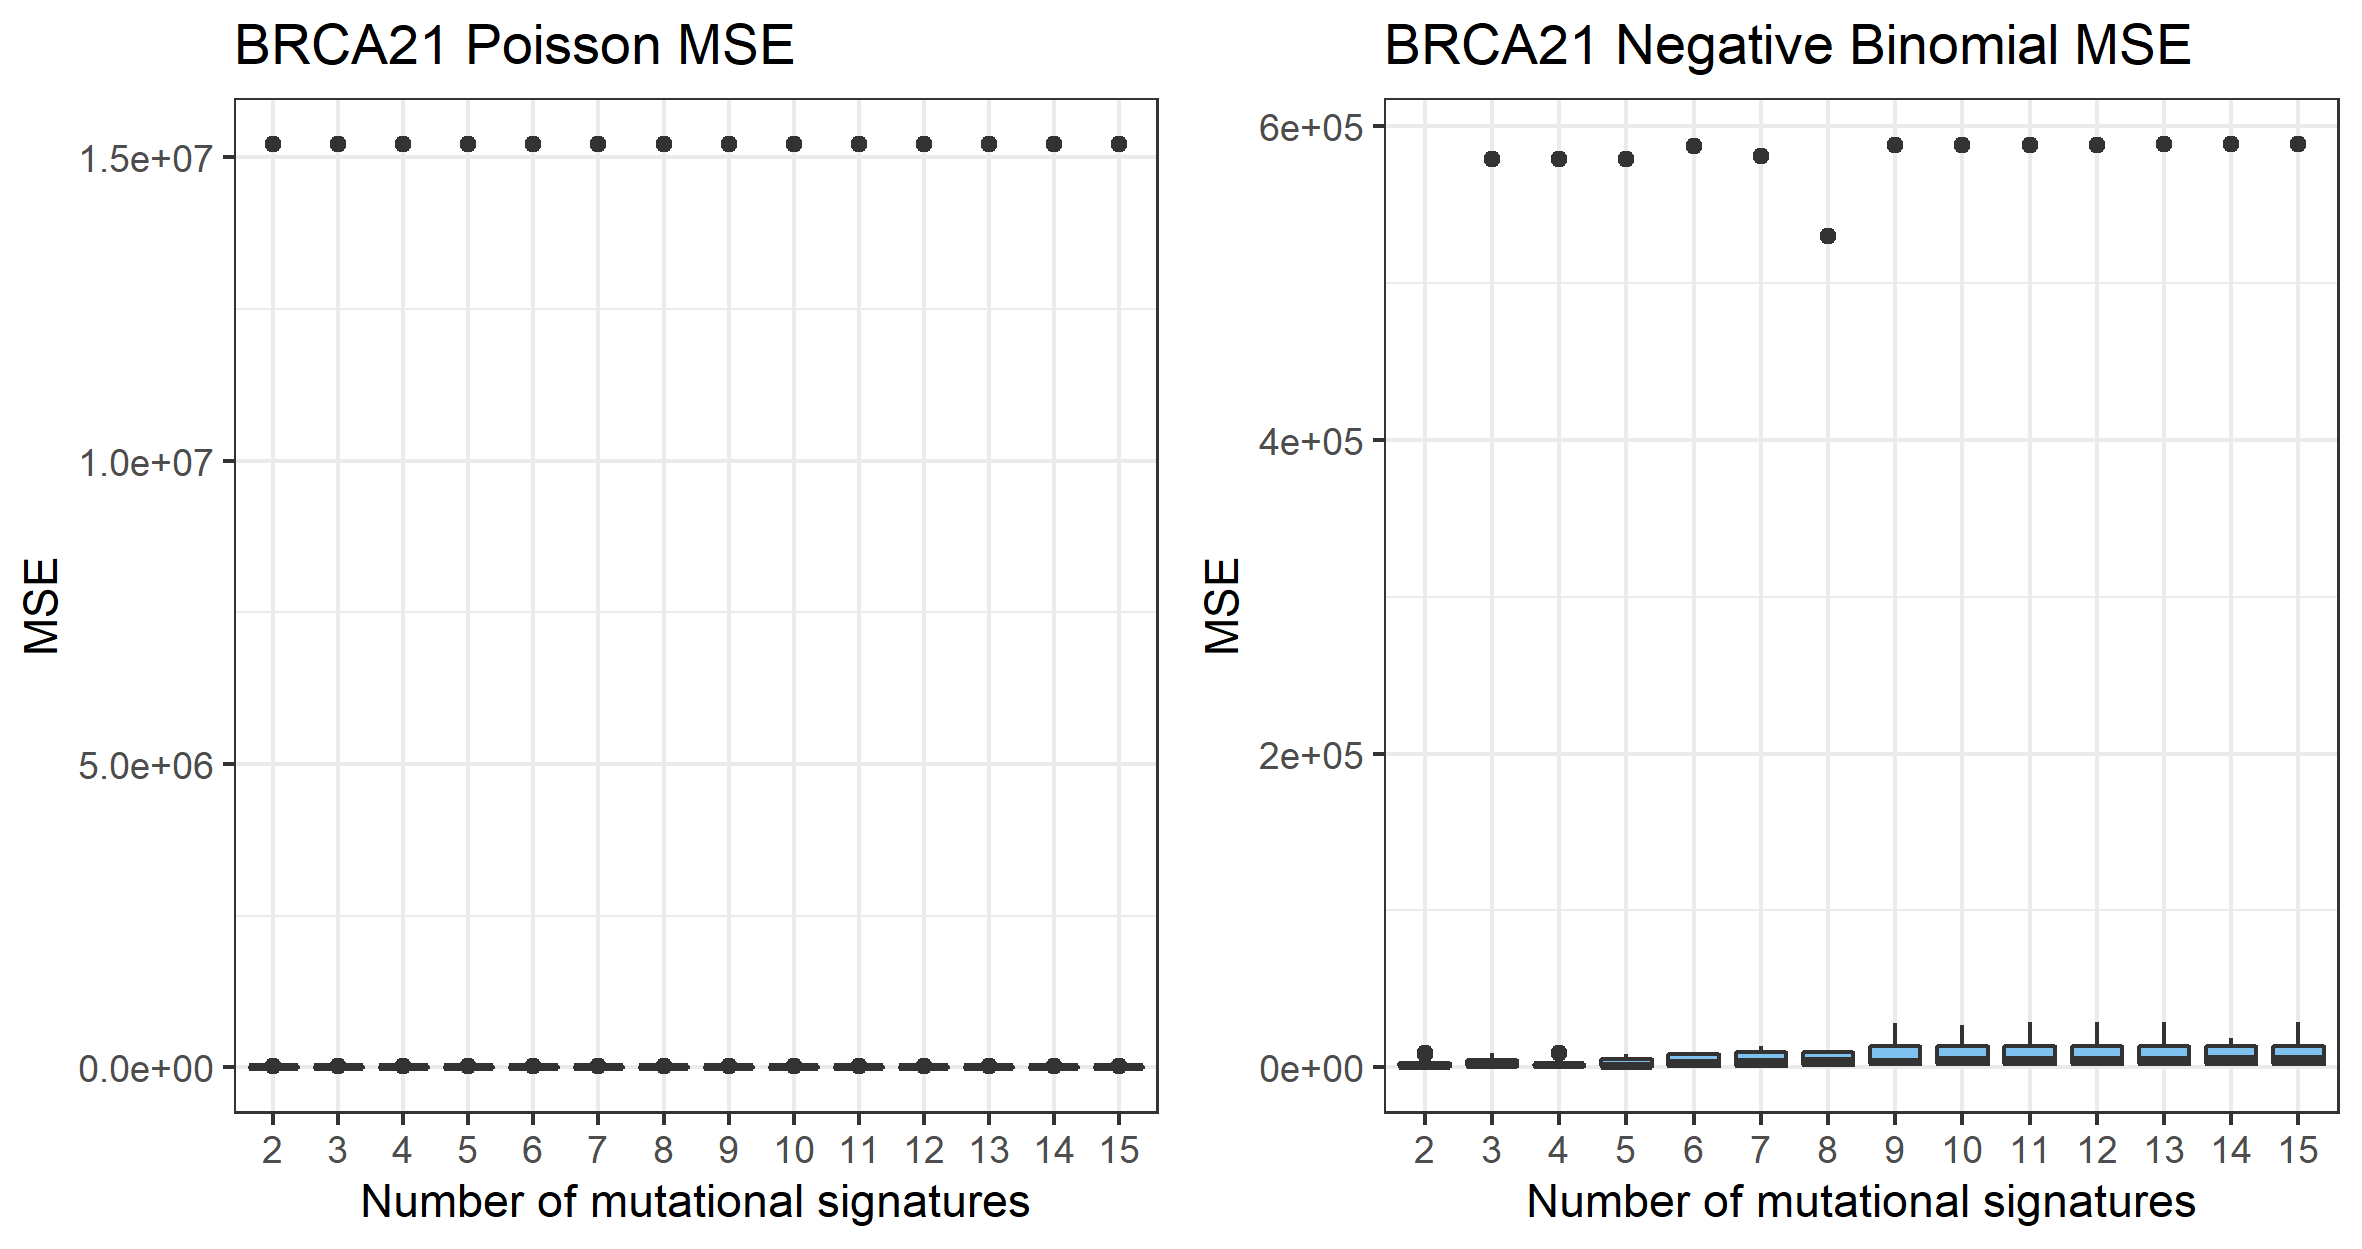 BRCA21 Poisson MSE
MSE
1.5e+07
1.0e+07
5.0e+06
0.0e+00
2 3 4 5 6 7 8 9 10 11 12 13 14 15
Number of mutational signatures
BRCA21 Negative Binomial MSE
MSE
6e+05
4e+05
2e+05
0e+00
2 3 4 5 6 7 8 9 10 11 12 13 14 15
Number of mutational signatures